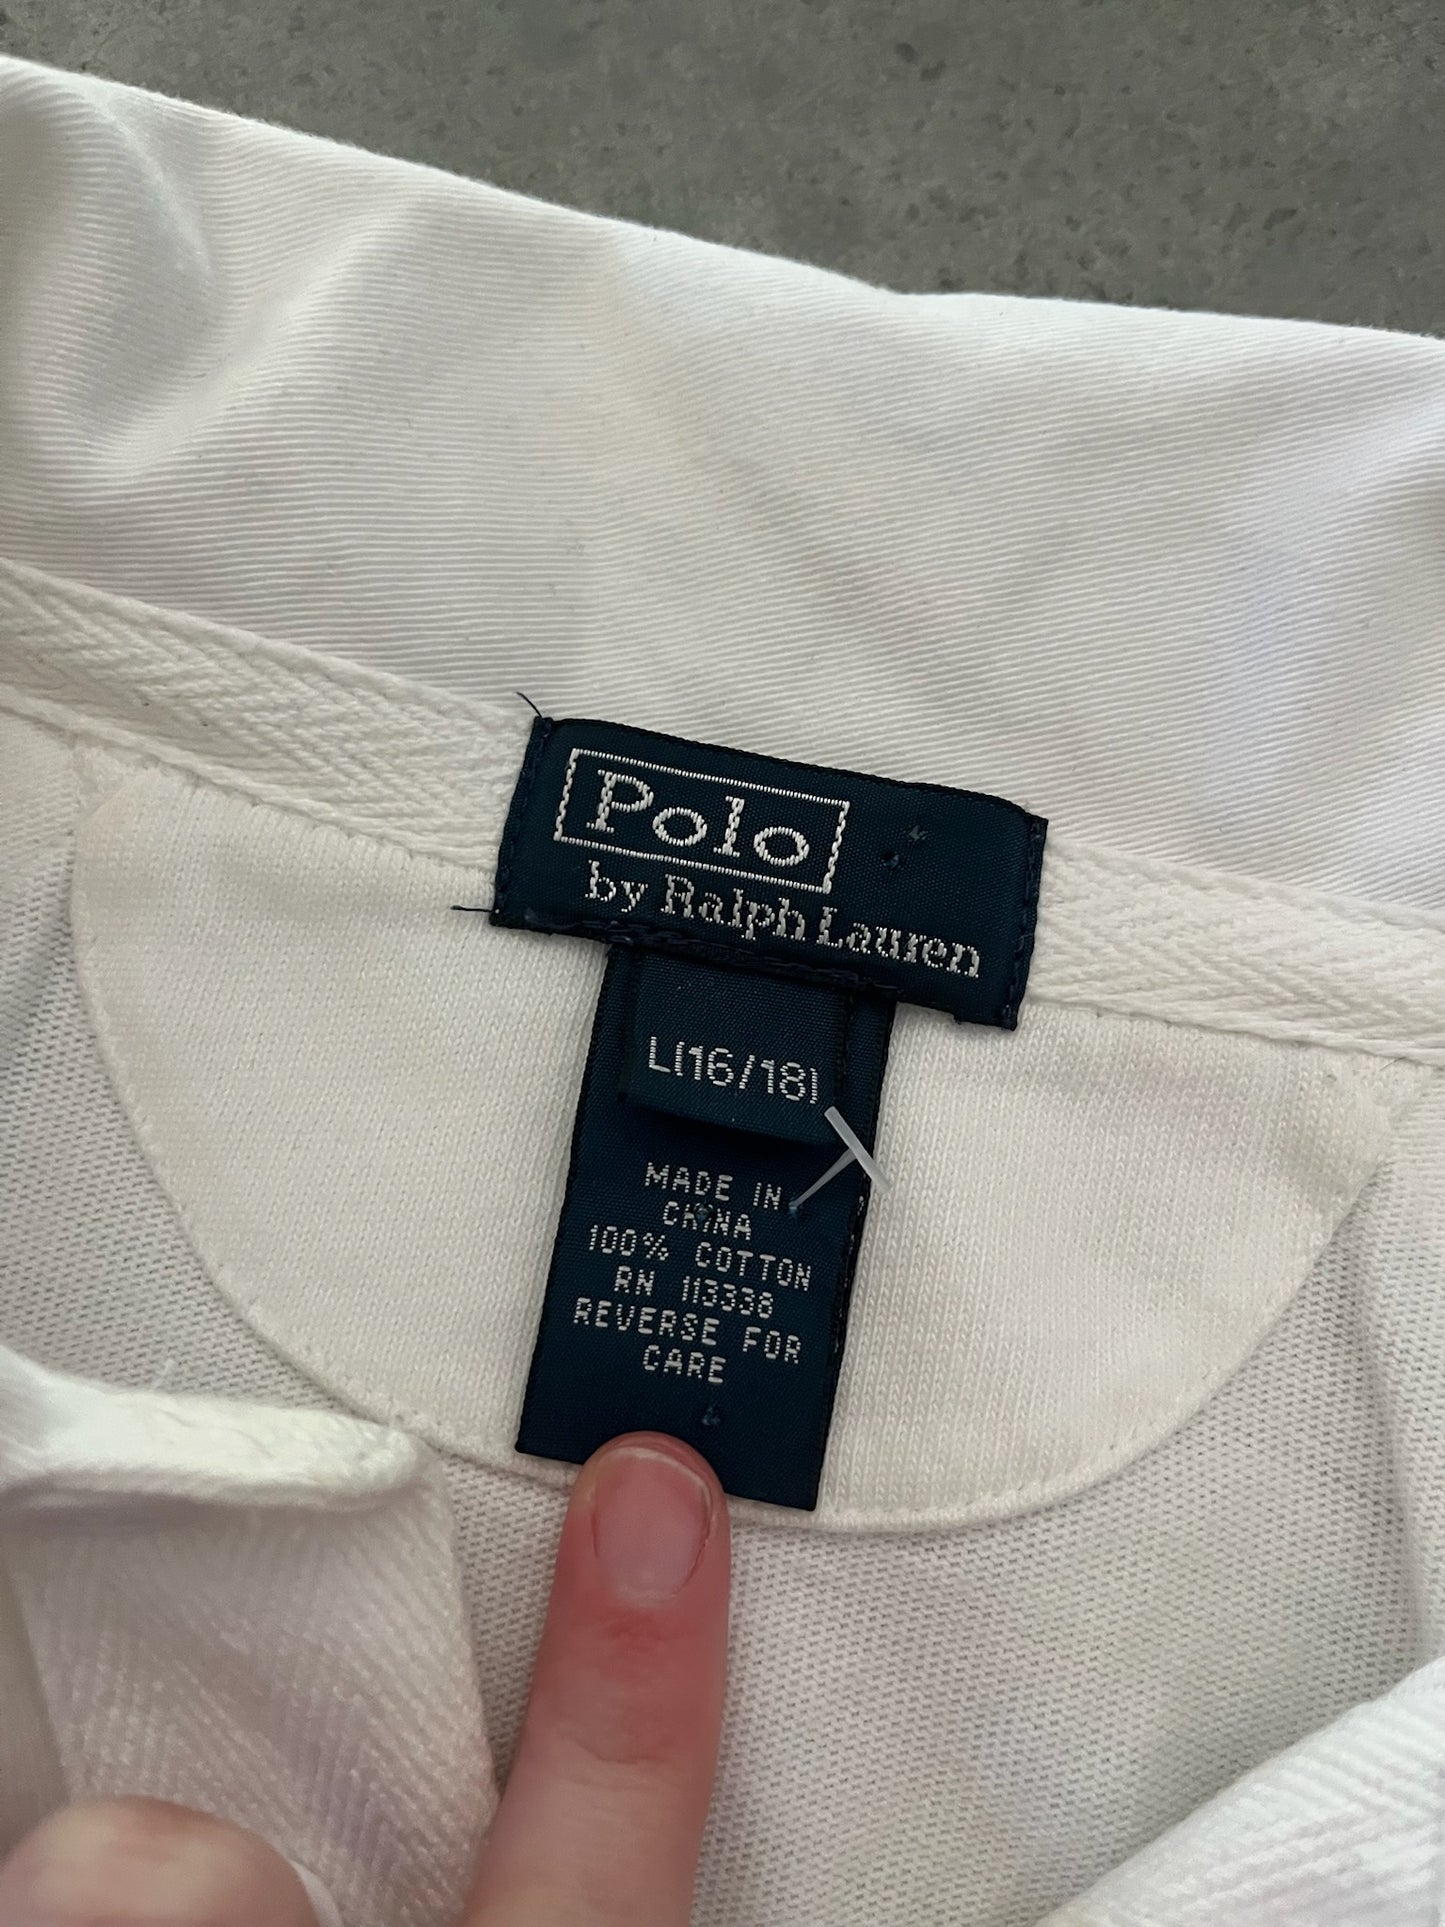 Polo
by Ralph Lauren
L(16/18)
MADE IN
CHINA
100% COTTON
RN 113338
REVERSE FOR
CARE